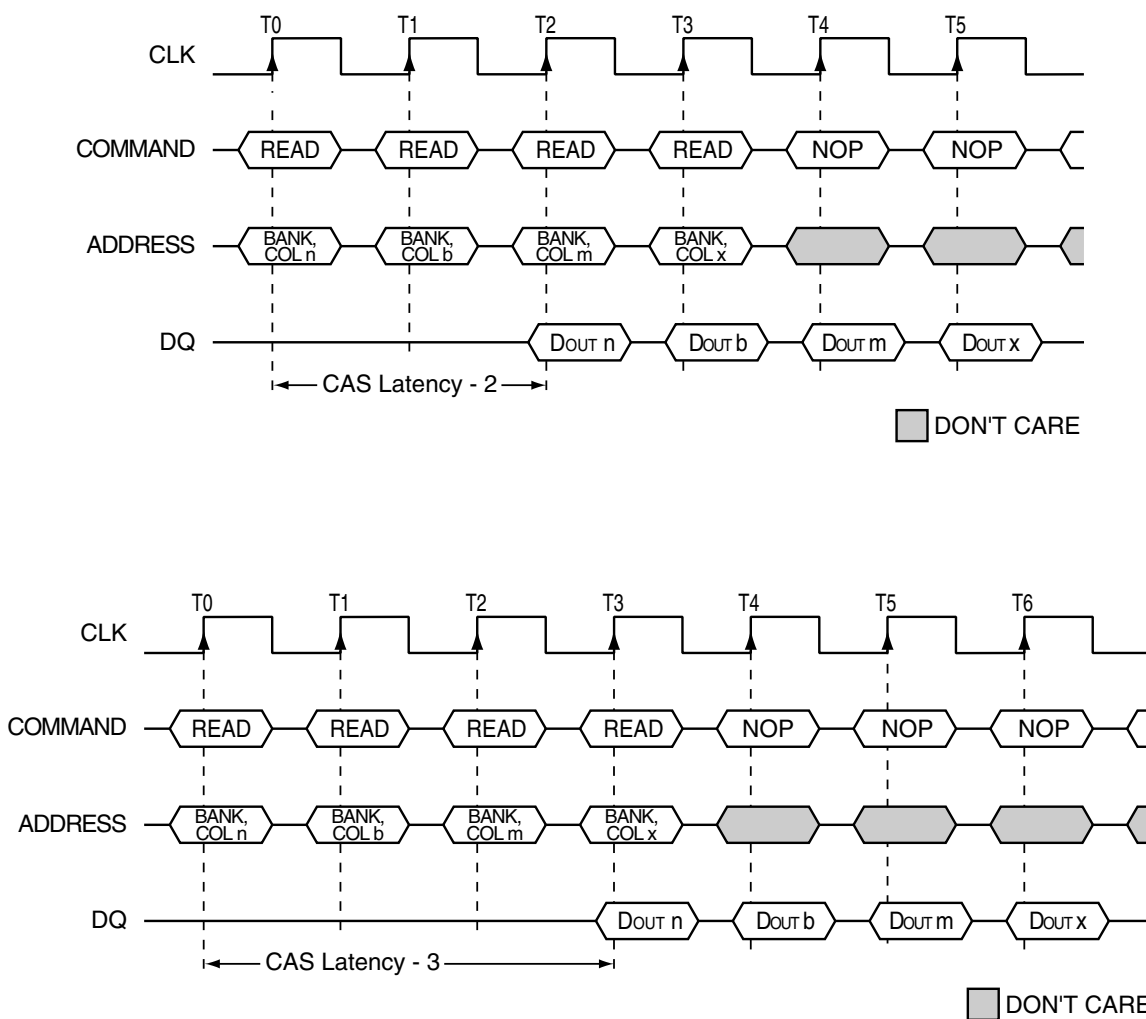 T0 T1 T2 T3 T4 T5
CLK
COMMAND READ READ READ READ NOP NOP
ADDRESS BANK, COL n BANK, COL b BANK, COL m BANK, COL x
DQ DOUT n DOUT b DOUT m DOUT x
CAS Latency - 2
DON'T CARE
T0 T1 T2 T3 T4 T5 T6
CLK
COMMAND READ READ READ READ NOP NOP NOP
ADDRESS BANK, COL n BANK, COL b BANK, COL m BANK, COL x
DQ DOUT n DOUT b DOUT m DOUT x
CAS Latency - 3
DON'T CARE